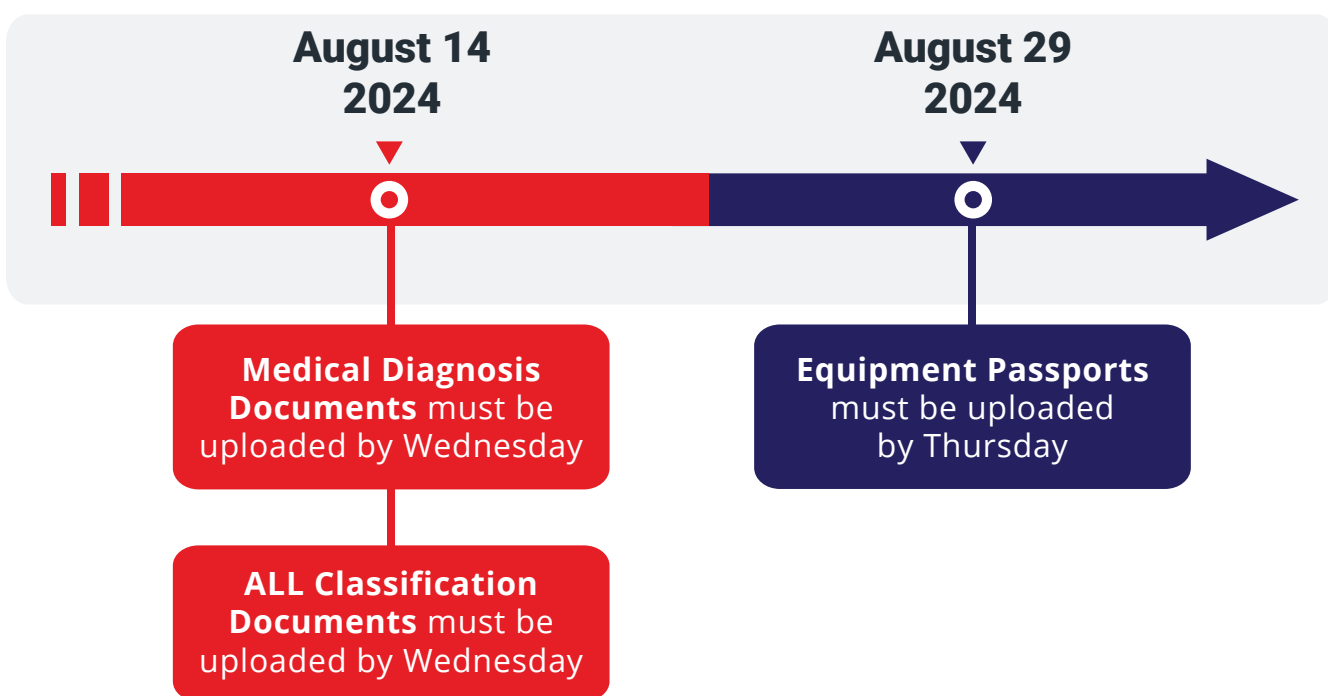 August 14
2024
August 29
2024
Medical Diagnosis
Documents must be
uploaded by Wednesday
Equipment Passports
must be uploaded
by Thursday
ALL Classification
Documents must be
uploaded by Wednesday